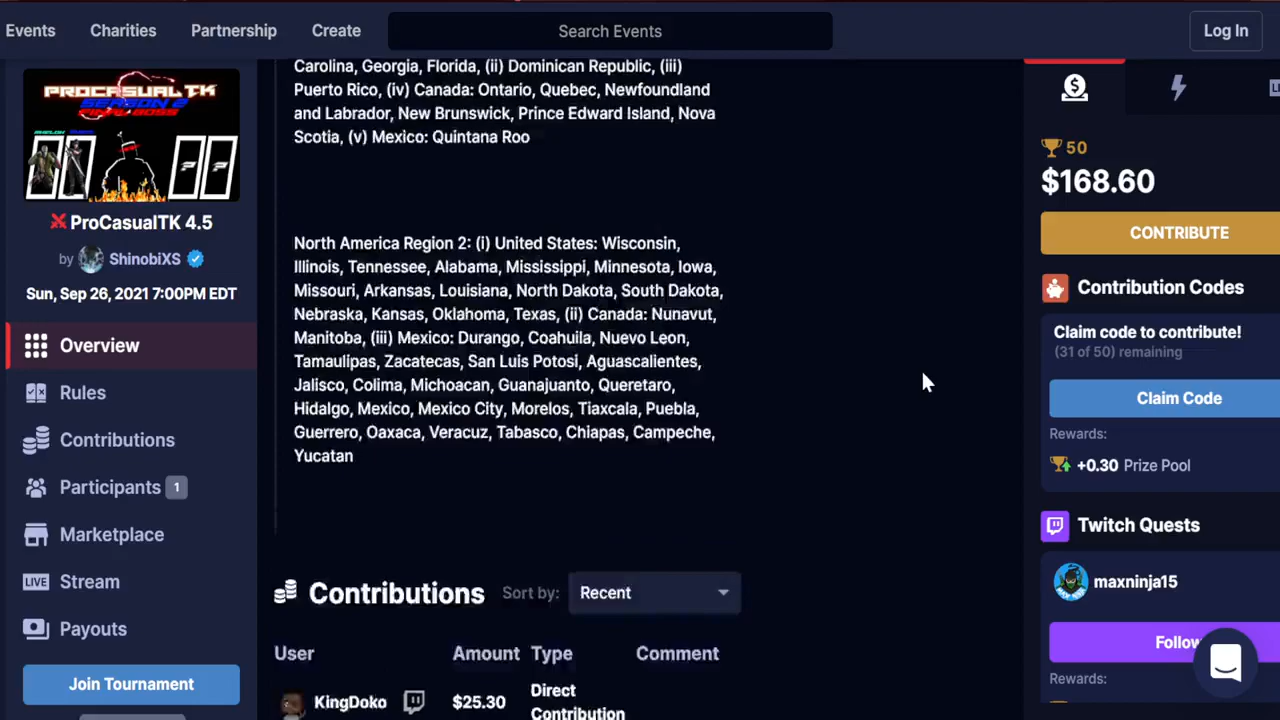 Events
Charities
Partnership
Create
Search Events
Log In
PROCASUALTK
SEASON 2
FINAL BOSS
ProCasualTK 4.5
by ShinobiXS
Sun, Sep 26, 2021 7:00PM EDT
Overview
Rules
Contributions
Participants 1
Marketplace
LIVE Stream
Payouts
Join Tournament
Carolina, Georgia, Florida, (ii) Dominican Republic, (iii)
Puerto Rico, (iv) Canada: Ontario, Quebec, Newfoundland
and Labrador, New Brunswick, Prince Edward Island, Nova
Scotia, (v) Mexico: Quintana Roo
North America Region 2: (i) United States: Wisconsin,
Illinois, Tennessee, Alabama, Mississippi, Minnesota, Iowa,
Missouri, Arkansas, Louisiana, North Dakota, South Dakota,
Nebraska, Kansas, Oklahoma, Texas, (ii) Canada: Nunavut,
Manitoba, (iii) Mexico: Durango, Coahuila, Nuevo Leon,
Tamaulipas, Zacatecas, San Luis Potosi, Aguascalientes,
Jalisco, Colima, Michoacan, Guanajuanto, Queretaro,
Hidalgo, Mexico, Mexico City, Morelos, Tiaxcala, Puebla,
Guerrero, Oaxaca, Veracuz, Tabasco, Chiapas, Campeche,
Yucatan
Contributions
Sort by:
Recent
User Amount Type Comment
KingDoko $25.30 Direct
Contribution
50
$168.60
CONTRIBUTE
Contribution Codes
Claim code to contribute!
(31 of 50) remaining
Claim Code
Rewards:
+0.30 Prize Pool
Twitch Quests
maxninja15
Follow
Rewards: